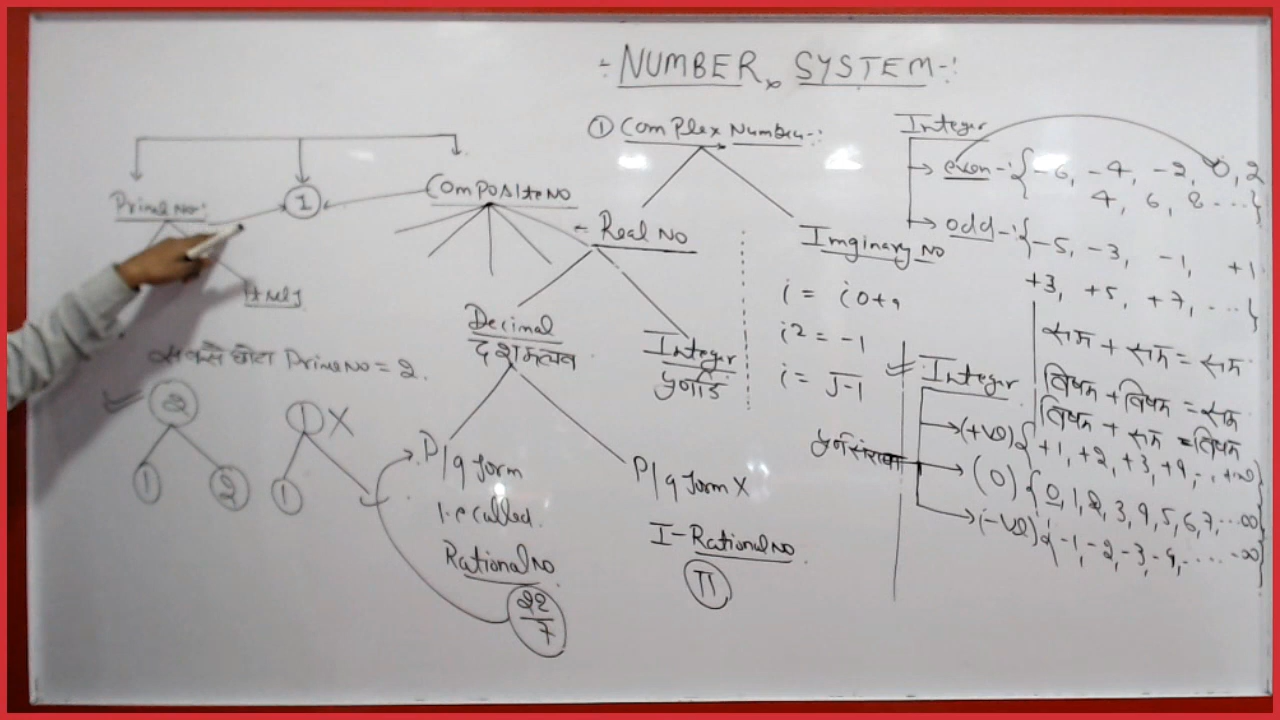 NUMBER SYSTEM
Prime No:
1
Composite No
सबसे छोटा Prime No = 2.
2
1 2
1 X
1
① Complex Number
Real No
Imginary No
Decimal
दशमलव
Integer
पूर्णांक
P/q form
i.e called.
Rational No
22/7
P/q form X
I-Rational No
π
i = iota
i² = -1
i = √-1
Integer
even - {-6, -4, -2, 0, 2
4, 6, 8 ...}
odd - {-5, -3, -1, +1
+3, +5, +7, ...}
सम + सम = सम
विषम + विषम = सम
विषम + सम = विषम
Integer
(+ve) { +1, +2, +3, +4, ., +∞}
(0) { 0, 1, 2, 3, 4, 5, 6, 7, ...∞}
(-ve) { -1, -2, -3, -4, .... -∞}